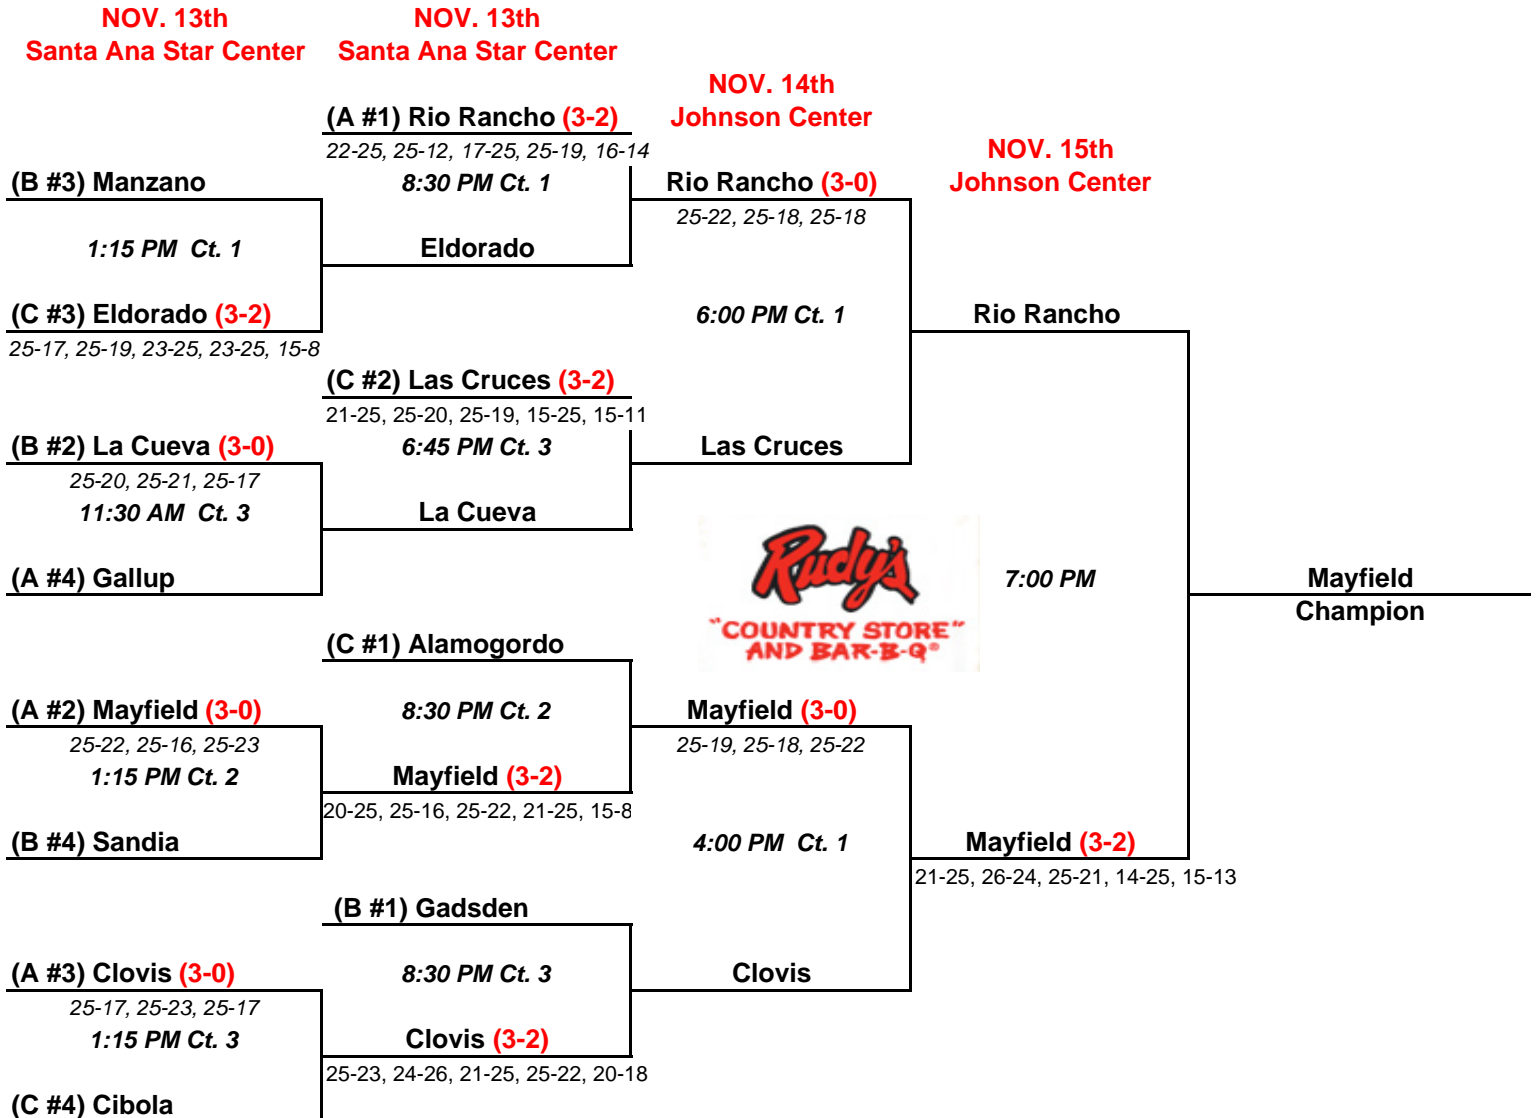 NOV. 13th
Santa Ana Star Center
NOV. 13th
Santa Ana Star Center
NOV. 14th
Johnson Center
NOV. 15th
Johnson Center
(B #3) Manzano
1:15 PM Ct. 1
(C #3) Eldorado (3-2)
25-17, 25-19, 23-25, 23-25, 15-8
(B #2) La Cueva (3-0)
25-20, 25-21, 25-17
11:30 AM Ct. 3
(A #4) Gallup
(A #2) Mayfield (3-0)
25-22, 25-16, 25-23
1:15 PM Ct. 2
(B #4) Sandia
(A #3) Clovis (3-0)
25-17, 25-23, 25-17
1:15 PM Ct. 3
(C #4) Cibola
(A #1) Rio Rancho (3-2)
22-25, 25-12, 17-25, 25-19, 16-14
8:30 PM Ct. 1
Eldorado
(C #2) Las Cruces (3-2)
21-25, 25-20, 25-19, 15-25, 15-11
6:45 PM Ct. 3
La Cueva
(C #1) Alamogordo
8:30 PM Ct. 2
Mayfield (3-2)
20-25, 25-16, 25-22, 21-25, 15-8
(B #1) Gadsden
8:30 PM Ct. 3
Clovis (3-2)
25-23, 24-26, 21-25, 25-22, 20-18
Rio Rancho (3-0)
25-22, 25-18, 25-18
6:00 PM Ct. 1
Las Cruces
Rudy's
"COUNTRY STORE"
AND BAR-B-Q®
Mayfield (3-0)
25-19, 25-18, 25-22
4:00 PM Ct. 1
Clovis
Rio Rancho
7:00 PM
Mayfield (3-2)
21-25, 26-24, 25-21, 14-25, 15-13
Mayfield
Champion